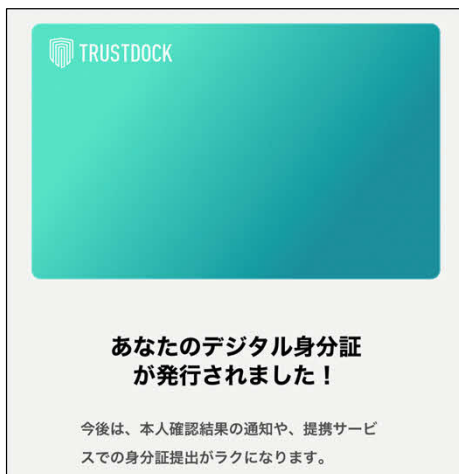 TRUSTDOCK
あなたのデジタル身分証
が発行されました！
今後は、本人確認結果の通知や、提携サービ
スでの身分証提出がラクになります。